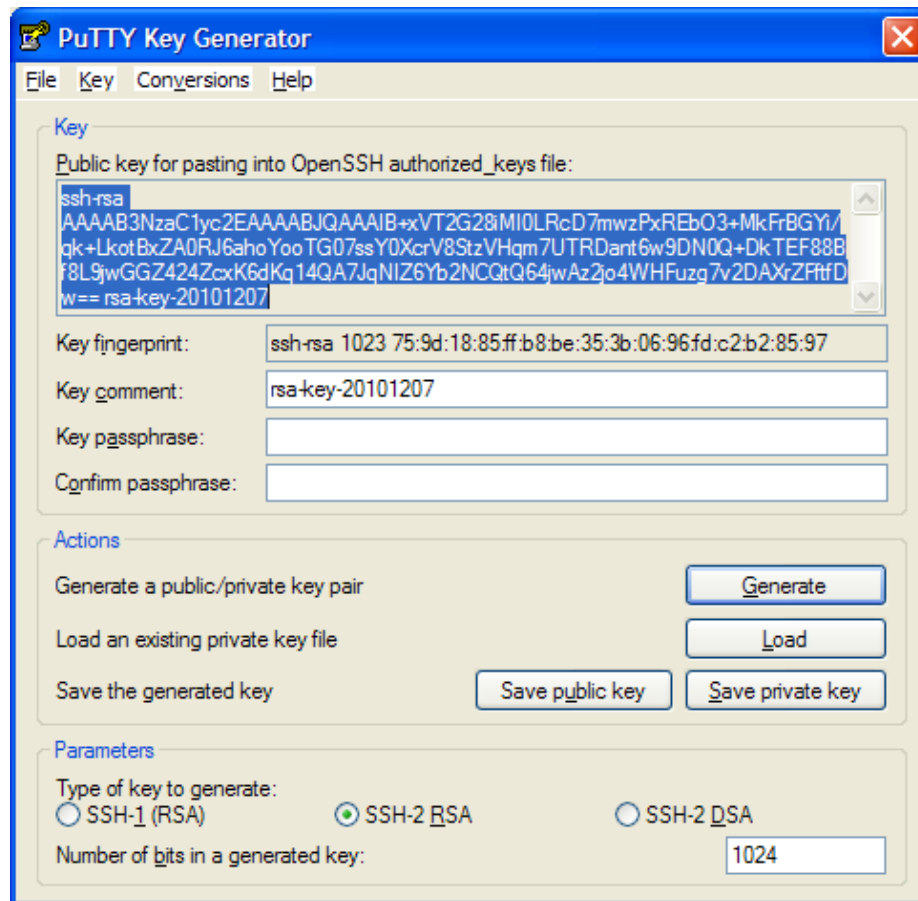 PuTTY Key Generator
File Key Conversions Help
Key
Public key for pasting into OpenSSH authorized_keys file:
ssh-rsa
AAAAB3NzaC1yc2EAAAABJQAAAIB+xVT2G28iMI0LRcD7mwzPxREbO3+MkFrBGYi/
qk+LkotBxZA0RJ6ahoYooTG07ssY0XcrV8StzVHqm7UTRDant6w9DN0Q+DkTEF88B
f8L9jwGGZ424ZcxK6dKq14QA7JqNIZ6Yb2NCQtQ64jwAz2jo4WHFuzg7v2DAXrZFftfD
w== rsa-key-20101207
Key fingerprint: ssh-rsa 1023 75:9d:18:85:ff:b8:be:35:3b:06:96:fd:c2:b2:85:97
Key comment: rsa-key-20101207
Key passphrase:
Confirm passphrase:
Actions
Generate a public/private key pair Generate
Load an existing private key file Load
Save the generated key Save public key Save private key
Parameters
Type of key to generate:
SSH-1 (RSA) SSH-2 RSA SSH-2 DSA
Number of bits in a generated key: 1024